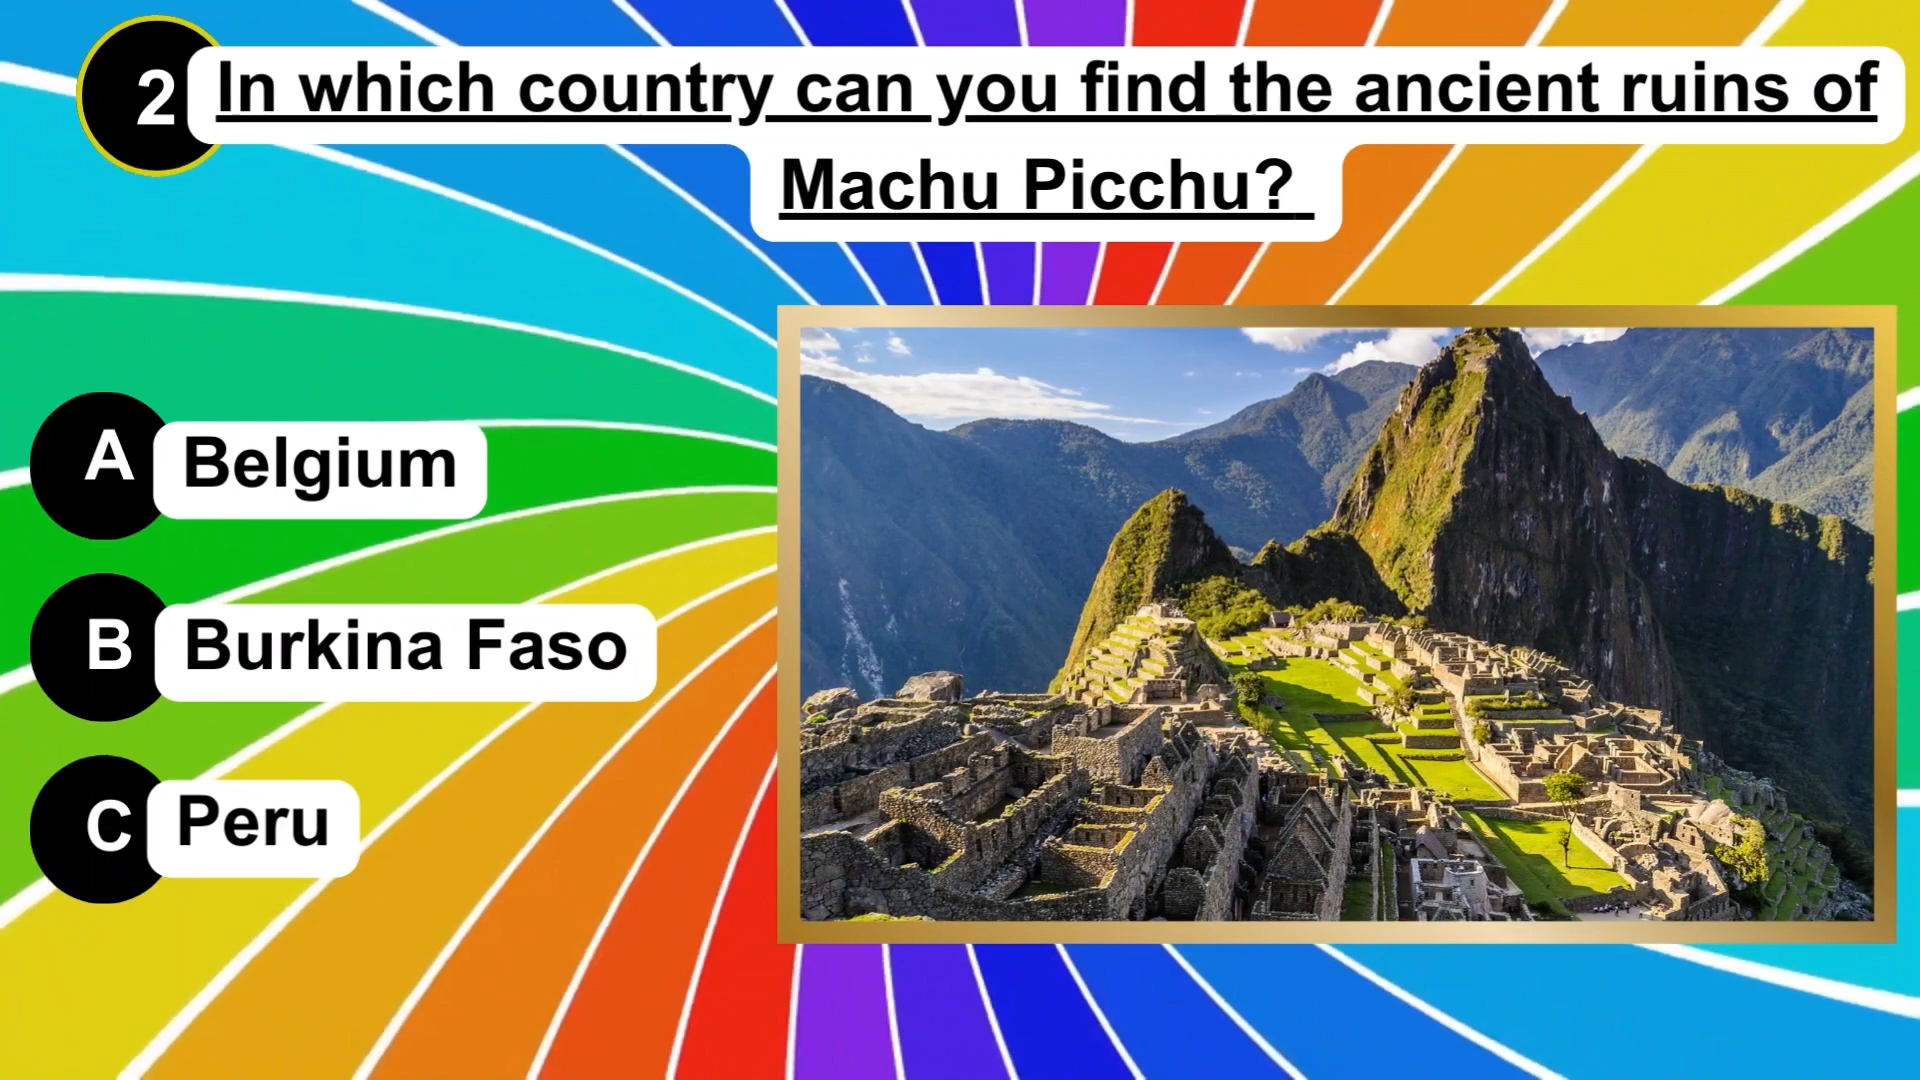 2 In which country can you find the ancient ruins of
Machu Picchu?
A Belgium
B Burkina Faso
C Peru